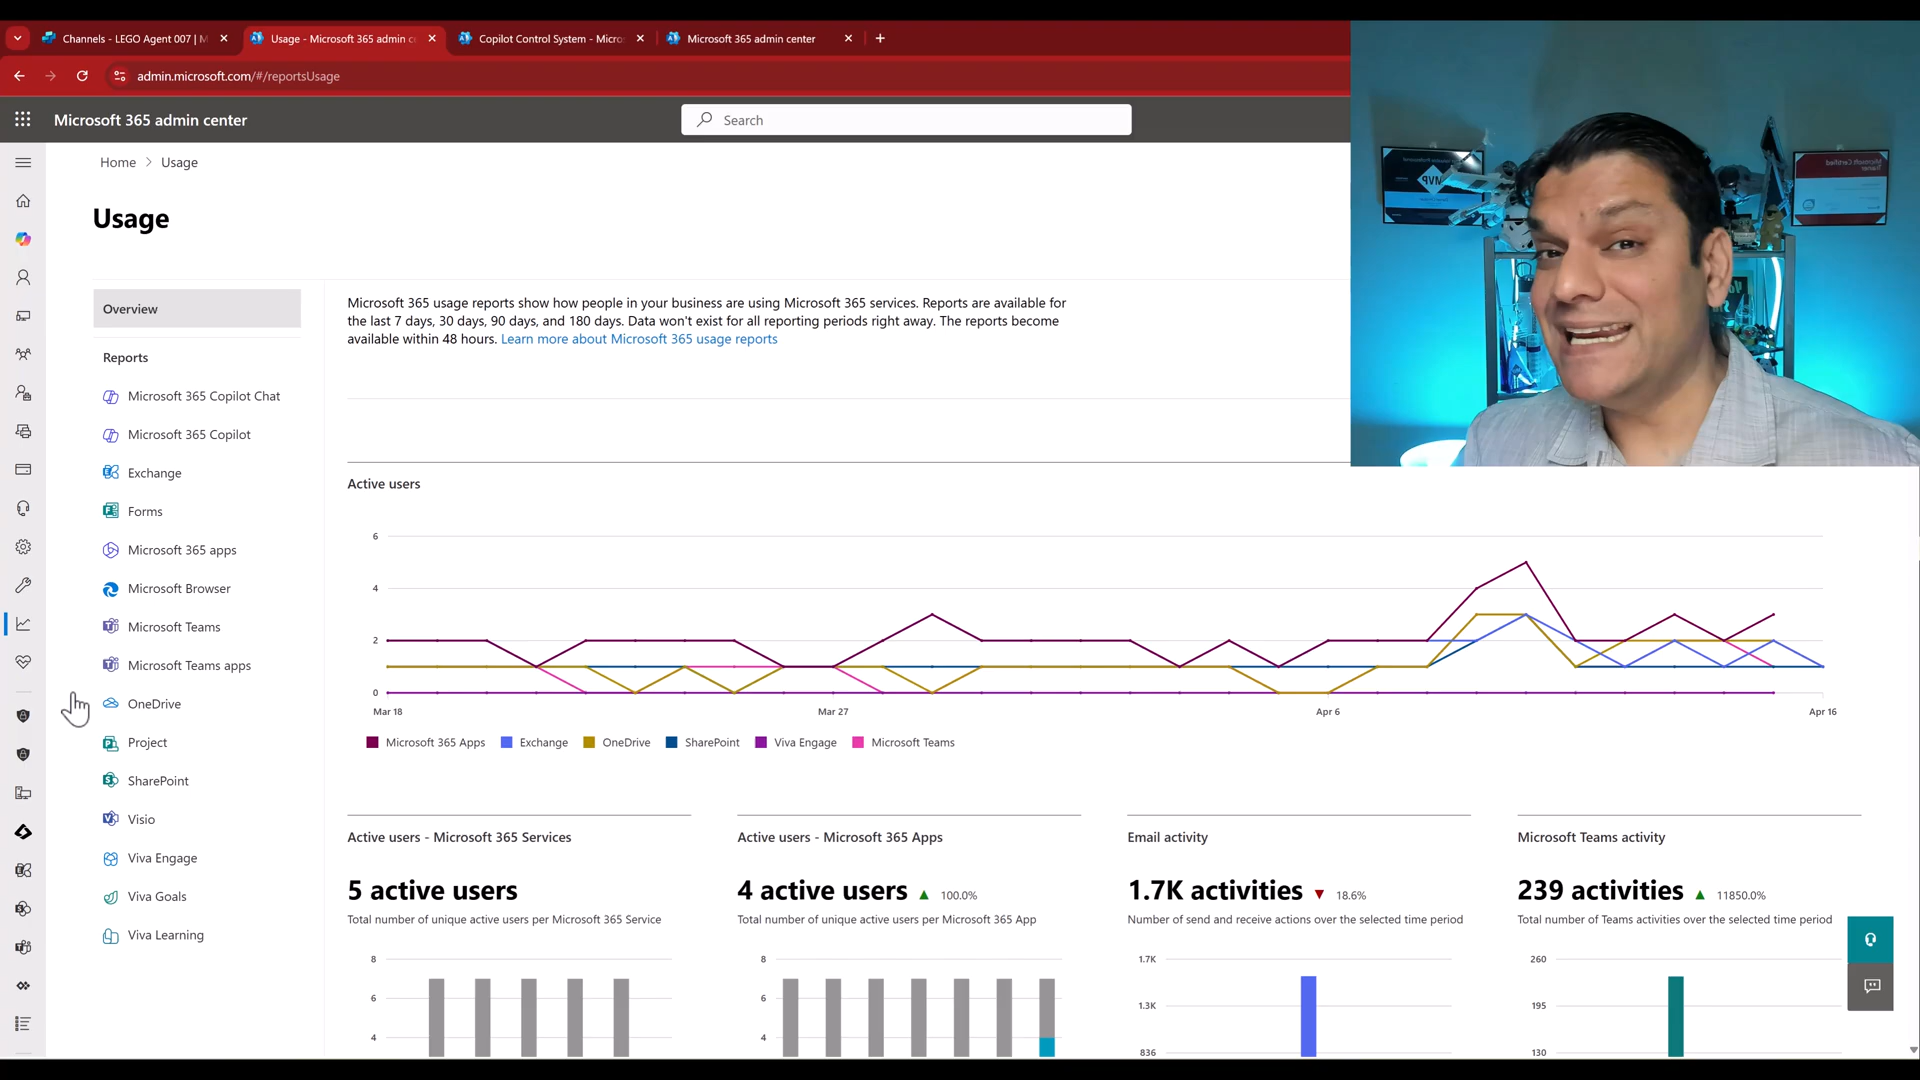 Channels - LEGO Agent 007 | M
Usage - Microsoft 365 admin c
Copilot Control System - Micro
Microsoft 365 admin center
admin.microsoft.com/#/reportsUsage
Microsoft 365 admin center
Search
Home
Usage
Usage
Overview
Reports
Microsoft 365 Copilot Chat
Microsoft 365 Copilot
Exchange
Forms
Microsoft 365 apps
Microsoft Browser
Microsoft Teams
Microsoft Teams apps
OneDrive
Project
SharePoint
Visio
Viva Engage
Viva Goals
Viva Learning
Microsoft 365 usage reports show how people in your business are using Microsoft 365 services. Reports are available for
the last 7 days, 30 days, 90 days, and 180 days. Data won't exist for all reporting periods right away. The reports become
available within 48 hours. Learn more about Microsoft 365 usage reports
Active users
6
4
2
0
Mar 18
Mar 27
Apr 6
Apr 16
Microsoft 365 Apps
Exchange
OneDrive
SharePoint
Viva Engage
Microsoft Teams
Active users - Microsoft 365 Services
5 active users
Total number of unique active users per Microsoft 365 Service
8
6
4
Active users - Microsoft 365 Apps
4 active users
100.0%
Total number of unique active users per Microsoft 365 App
8
6
4
Email activity
1.7K activities
18.6%
Number of send and receive actions over the selected time period
1.7K
1.3K
836
Microsoft Teams activity
239 activities
11850.0%
Total number of Teams activities over the selected time period
260
195
130
MVP
Microsoft Certified
Trainer